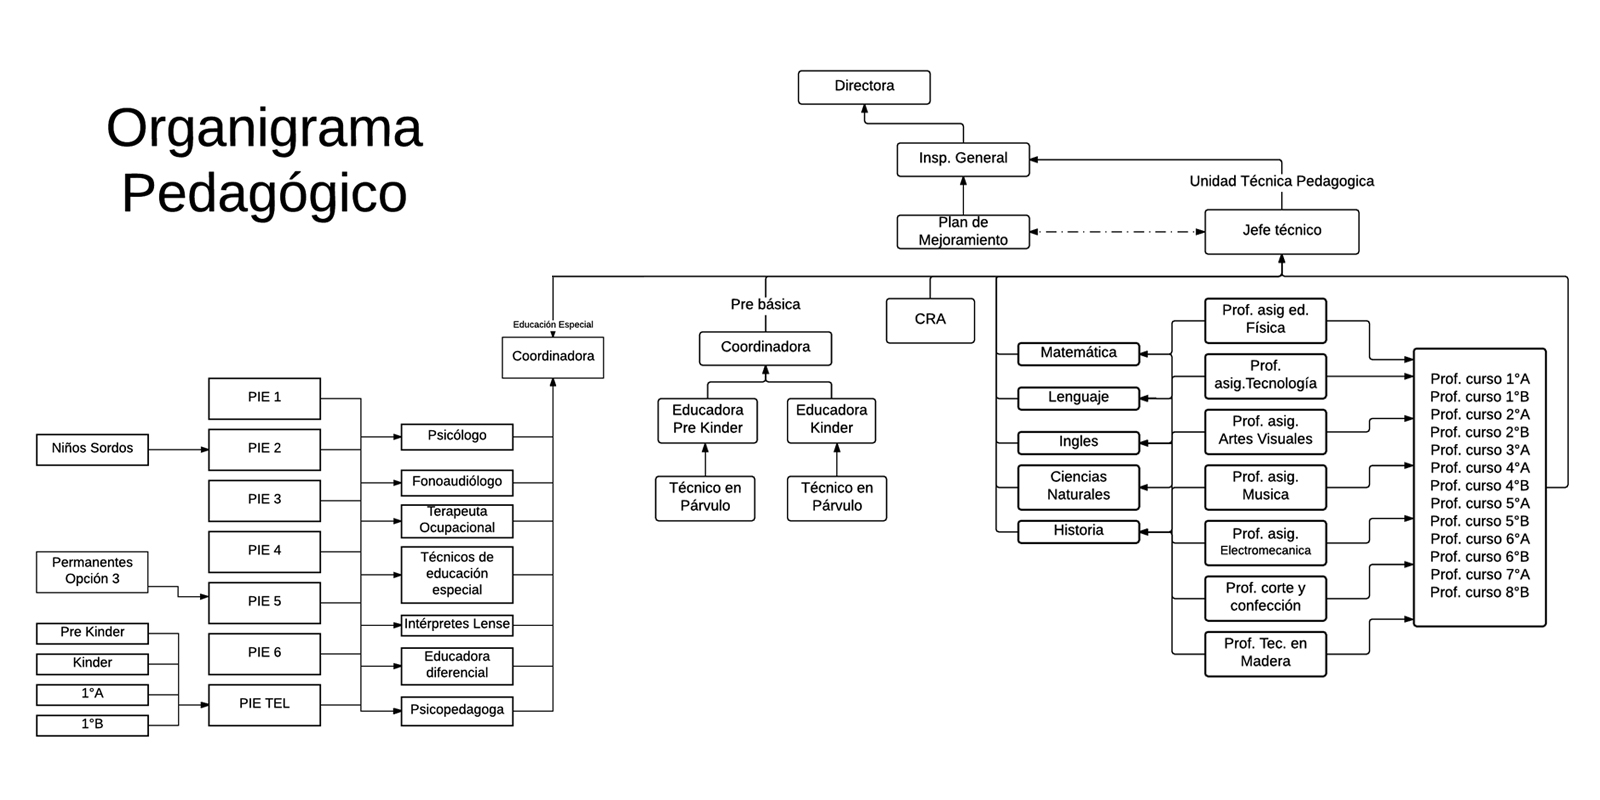 Organigrama
Pedagógico
Directora
Insp. General
Unidad Técnica Pedagogica
Plan de
Mejoramiento
Jefe técnico
Educación Especial
Coordinadora
Pre básica
Coordinadora
CRA
Educadora
Pre Kinder
Educadora
Kinder
Técnico en
Párvulo
Técnico en
Párvulo
Niños Sordos
Permanentes
Opción 3
Pre Kinder
Kinder
1°A
1°B
PIE 1
PIE 2
PIE 3
PIE 4
PIE 5
PIE 6
PIE TEL
Psicólogo
Fonoaudiólogo
Terapeuta
Ocupacional
Técnicos de
educación
especial
Intérpretes Lense
Educadora
diferencial
Psicopedagoga
Matemática
Lenguaje
Ingles
Ciencias
Naturales
Historia
Prof. asig ed.
Física
Prof.
asig.Tecnología
Prof. asig.
Artes Visuales
Prof. asig.
Musica
Prof. asig.
Electromecanica
Prof. corte y
confección
Prof. Tec. en
Madera
Prof. curso 1°A
Prof. curso 1°B
Prof. curso 2°A
Prof. curso 2°B
Prof. curso 3°A
Prof. curso 4°A
Prof. curso 4°B
Prof. curso 5°A
Prof. curso 5°B
Prof. curso 6°A
Prof. curso 6°B
Prof. curso 7°A
Prof. curso 8°B